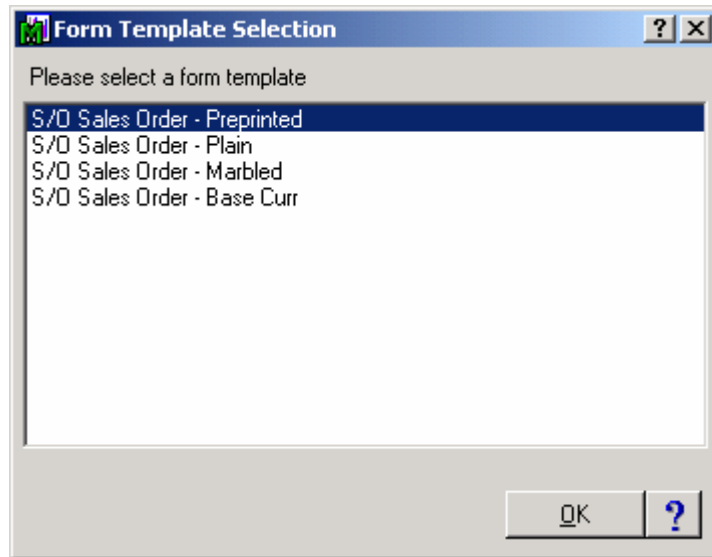 Form Template Selection
Please select a form template
S/O Sales Order - Preprinted
S/O Sales Order - Plain
S/O Sales Order - Marbled
S/O Sales Order - Base Curr
OK